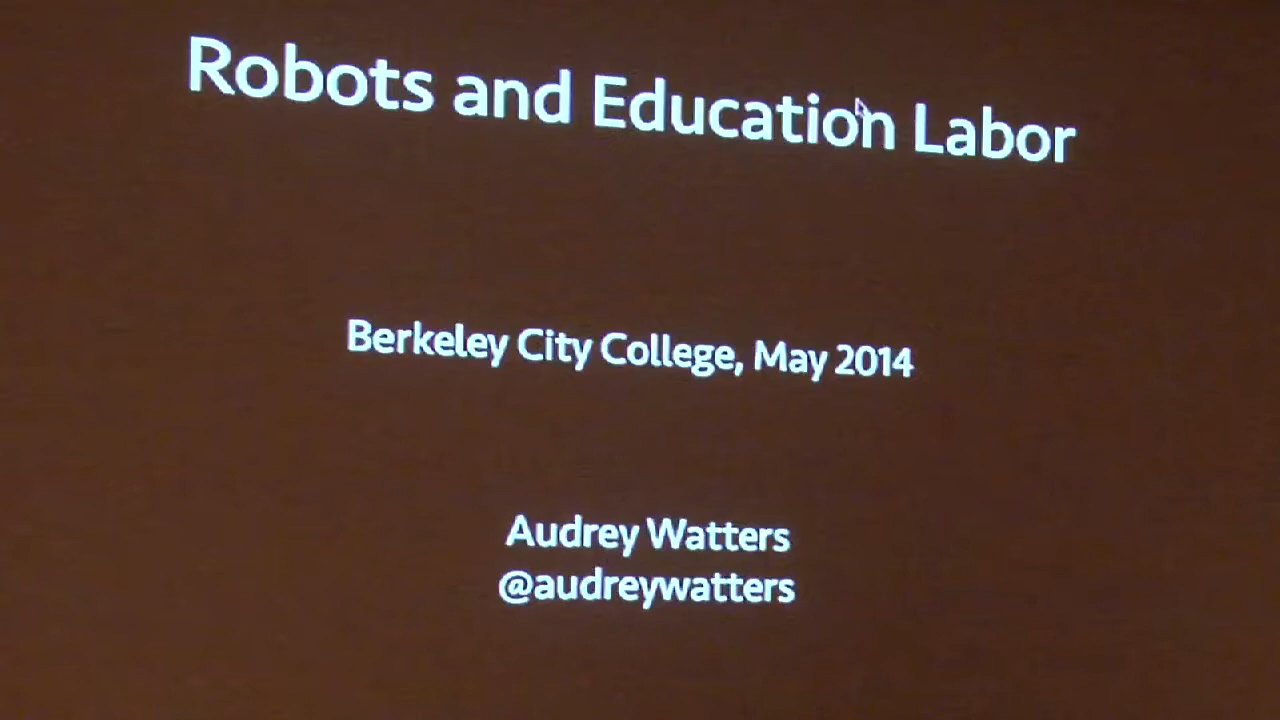 Robots and Education Labor
Berkeley City College, May 2014
Audrey Watters
@audreywatters